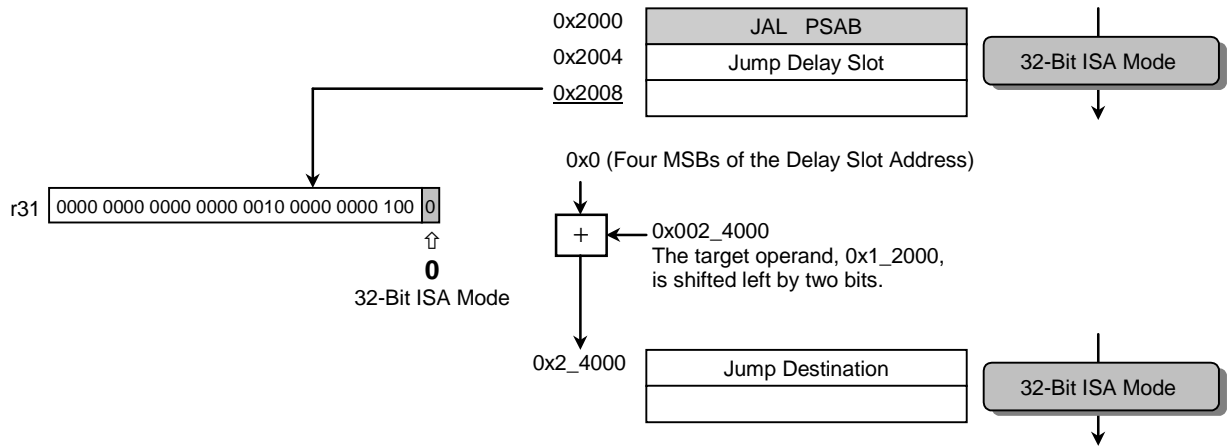 0x2000 JAL PSAB
0x2004 Jump Delay Slot 32-Bit ISA Mode
0x2008
0x0 (Four MSBs of the Delay Slot Address)
r31 0000 0000 0000 0000 0010 0000 0000 100 0
⇧
0
32-Bit ISA Mode
+
0x002_4000
The target operand, 0x1_2000,
is shifted left by two bits.
0x2_4000 Jump Destination 32-Bit ISA Mode